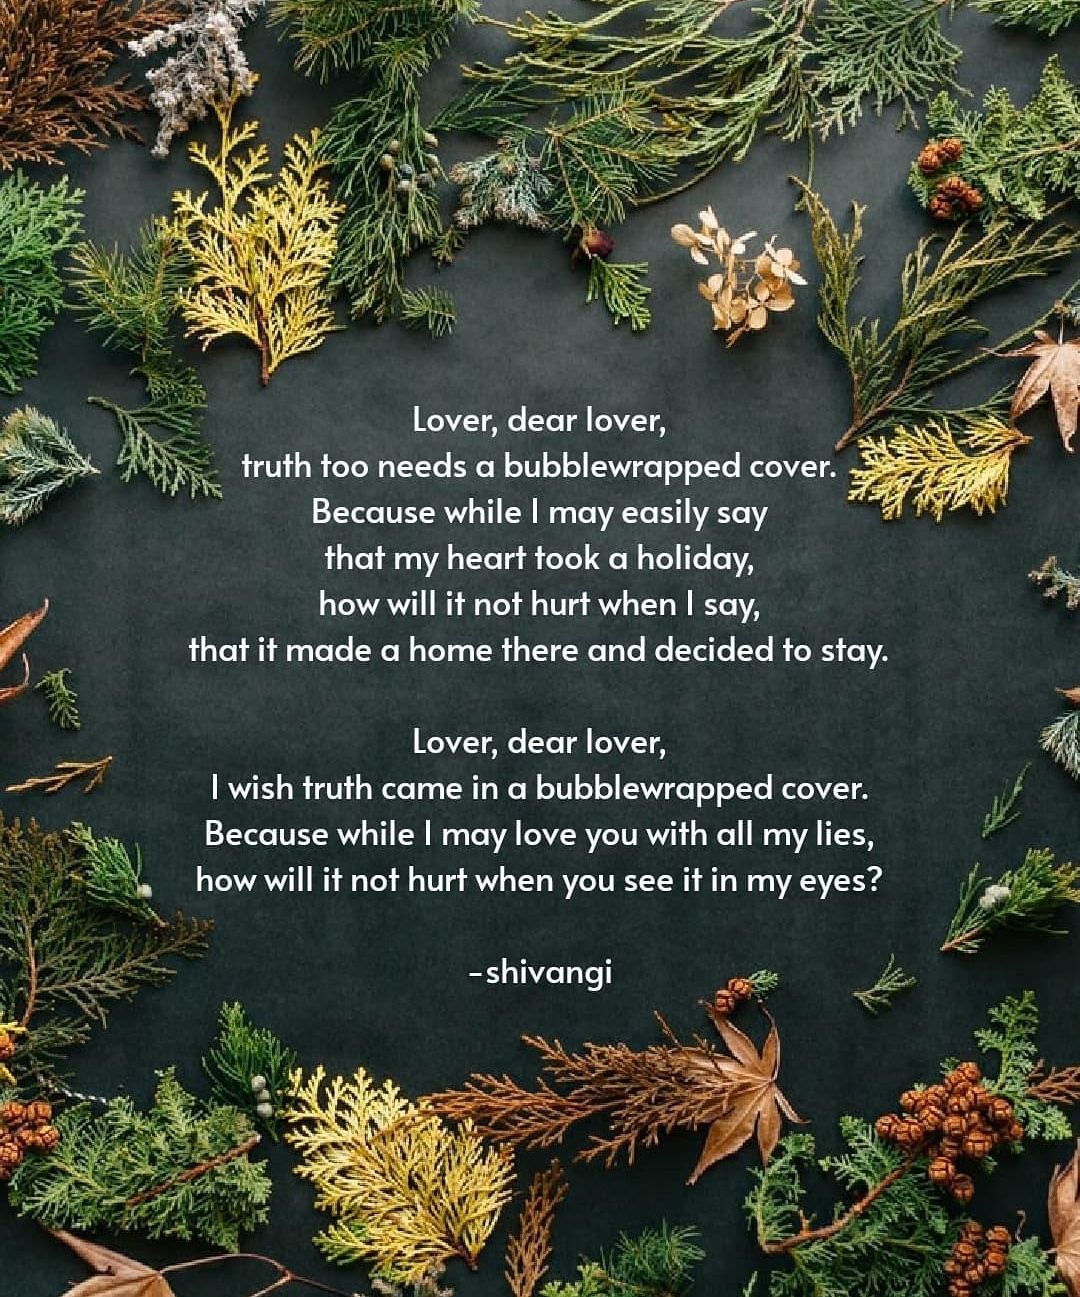 Lover, dear lover,
truth too needs a bubblewrapped cover.
Because while I may easily say
that my heart took a holiday,
how will it not hurt when I say,
that it made a home there and decided to stay.
Lover, dear lover,
I wish truth came in a bubblewrapped cover.
Because while I may love you with all my lies,
how will it not hurt when you see it in my eyes?
-shivangi